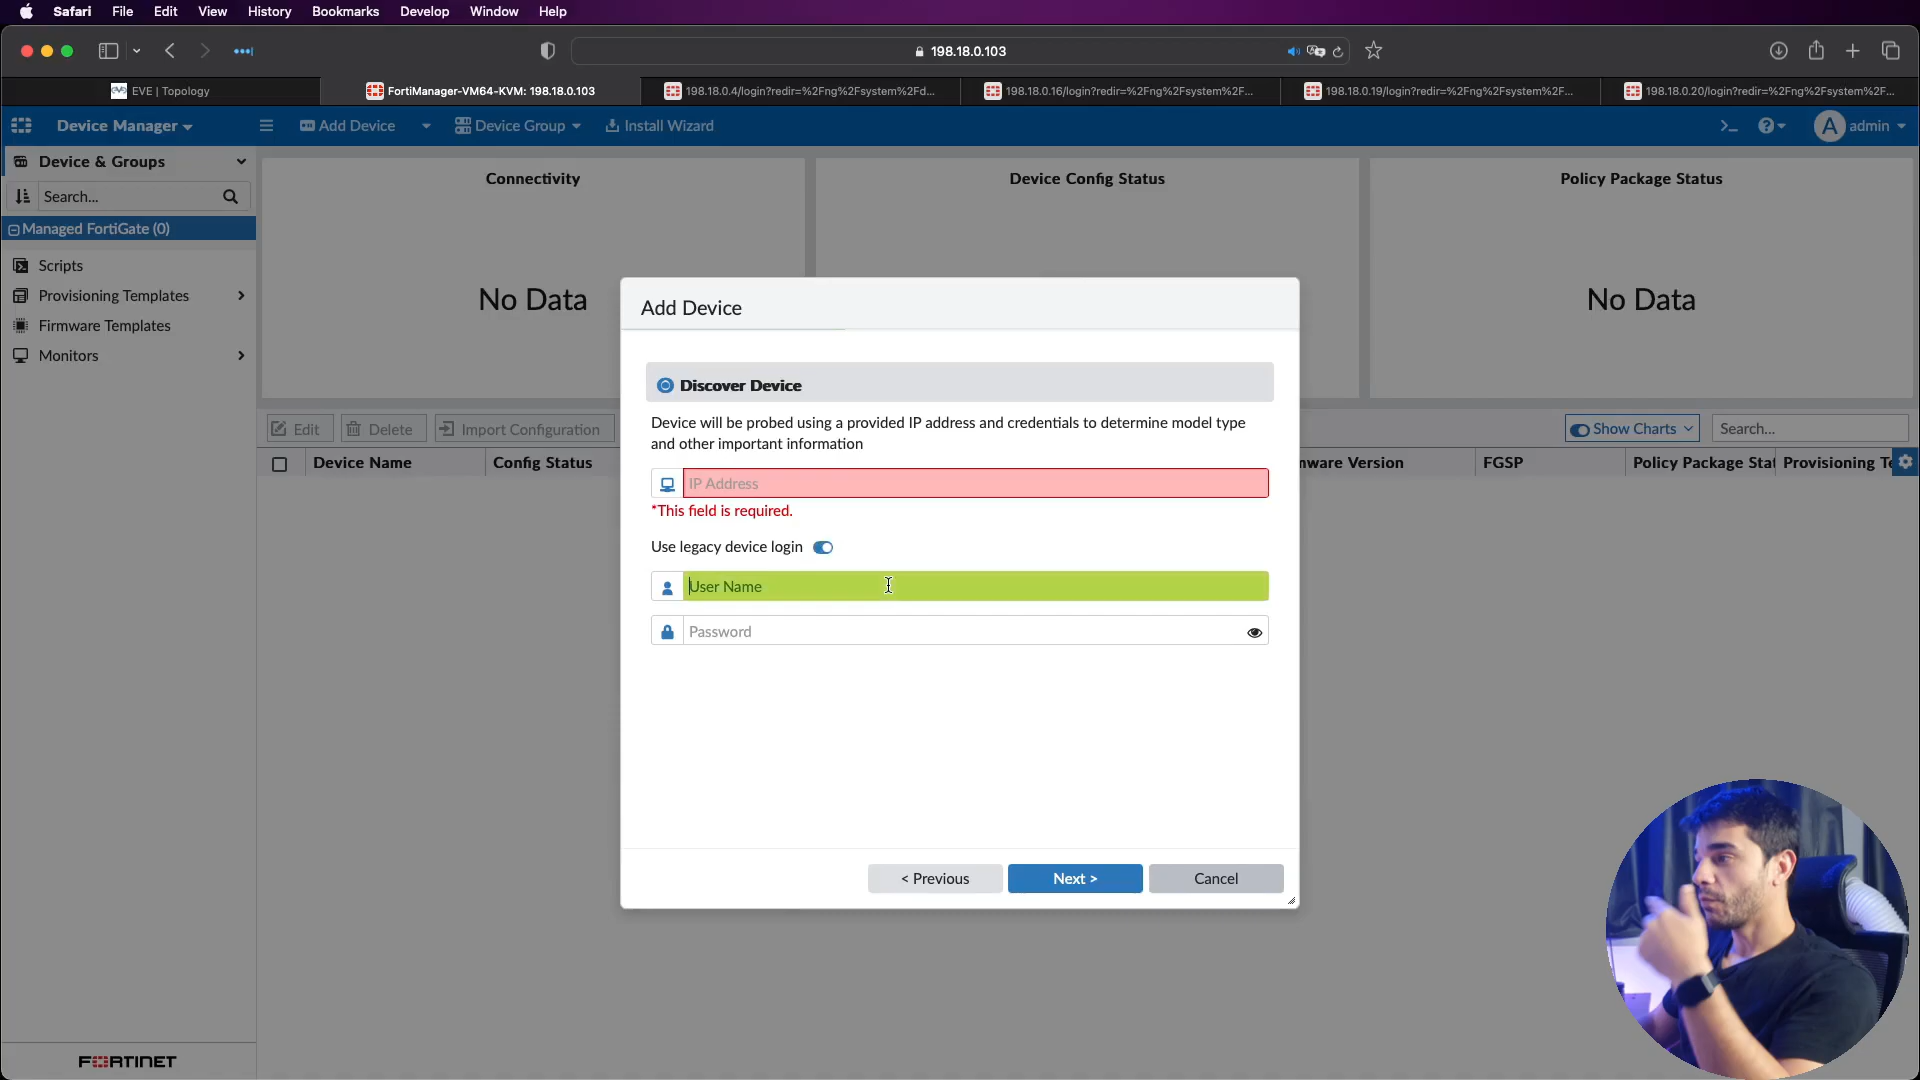 Safari File Edit View History Bookmarks Develop Window Help
198.18.0.103
EVE | Topology
FortiManager-VM64-KVM: 198.18.0.103
198.18.0.4/login?redir=%2Fng%2Fsystem%2Fd...
198.18.0.16/login?redir=%2Fng%2Fsystem%2F...
198.18.0.19/login?redir=%2Fng%2Fsystem%2F...
198.18.0.20/login?redir=%2Fng%2Fsystem%2F...
Device Manager
Add Device
Device Group
Install Wizard
A admin
Device & Groups
Search...
Managed FortiGate (0)
Scripts
Provisioning Templates
Firmware Templates
Monitors
FORTINET
Connectivity
No Data
Device Config Status
Policy Package Status
No Data
Edit
Delete
Import Configuration
Show Charts
Search...
Device Name
Config Status
nware Version
FGSP
Policy Package Stat
Provisioning Te
Add Device
Discover Device
Device will be probed using a provided IP address and credentials to determine model type
and other important information
IP Address
*This field is required.
Use legacy device login
User Name
Password
< Previous
Next >
Cancel